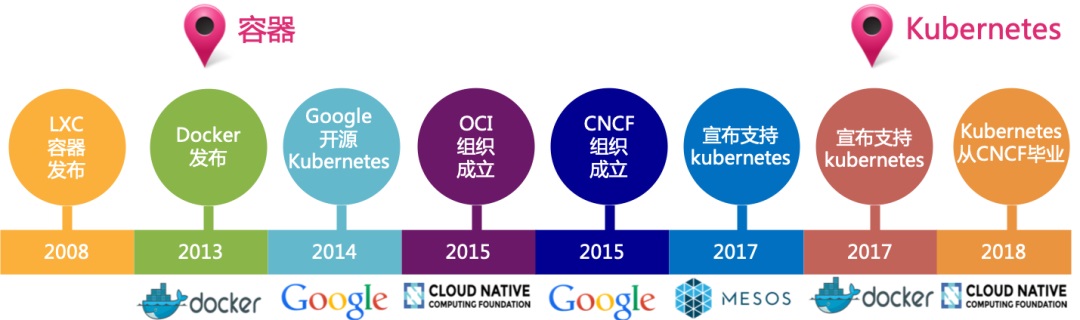 容器
Kubernetes
LXC
容器
发布
Docker
发布
Google
开源
Kubernetes
OCI
组织
成立
CNCF
组织
成立
宣布支持
kubernetes
宣布支持
kubernetes
Kubernetes
从CNCF毕业
2008
2013
2014
2015
2015
2017
2017
2018
docker
Google
CLOUD NATIVE
COMPUTING FOUNDATION
Google
MESOS
docker
CLOUD NATIVE
COMPUTING FOUNDATION